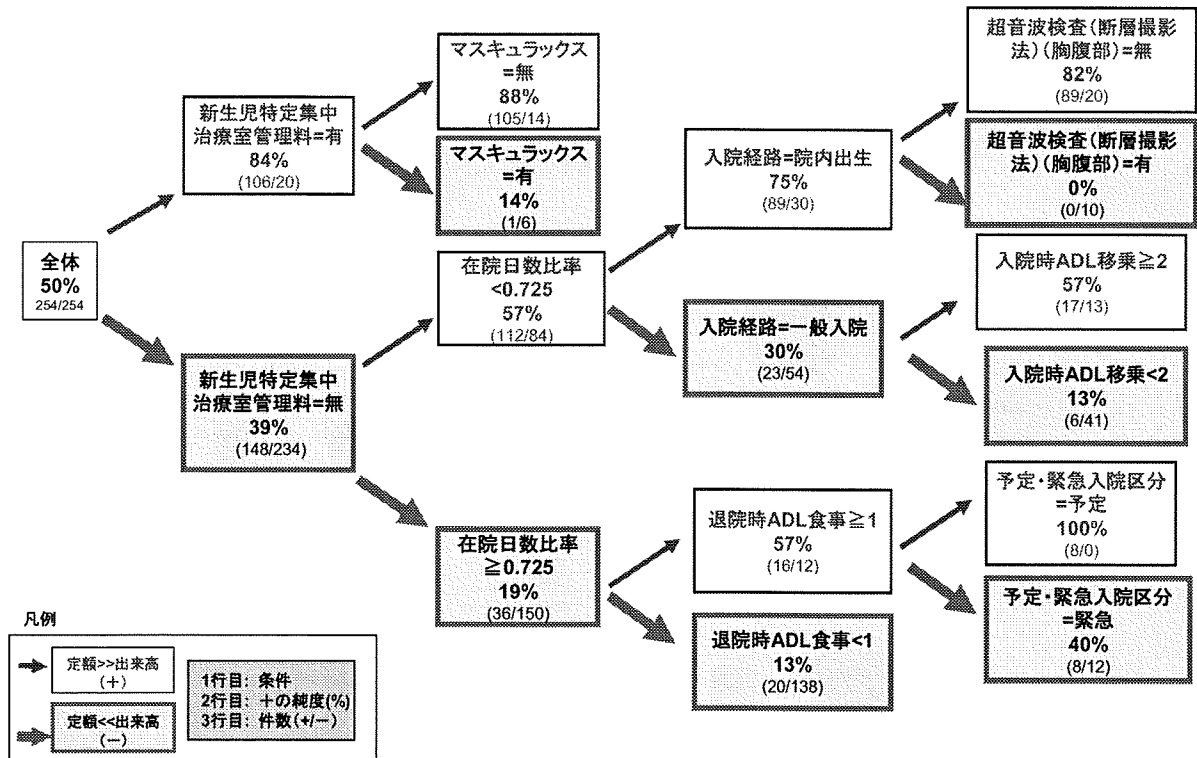 全体
50%
254/254
新生児特定集中
治療室管理料=有
84%
(106/20)
新生児特定集中
治療室管理料=無
39%
(148/234)
マスキュラックス
=無
88%
(105/14)
マスキュラックス
=有
14%
(1/6)
在院日数比率
<0.725
57%
(112/84)
在院日数比率
≧0.725
19%
(36/150)
入院経路=院内出生
75%
(89/30)
入院経路=一般入院
30%
(23/54)
退院時ADL食事≧1
57%
(16/12)
退院時ADL食事<1
13%
(20/138)
超音波検査(断層撮影
法)(胸腹部)=無
82%
(89/20)
超音波検査(断層撮影
法)(胸腹部)=有
0%
(0/10)
入院時ADL移乗≧2
57%
(17/13)
入院時ADL移乗<2
13%
(6/41)
予定・緊急入院区分
=予定
100%
(8/0)
予定・緊急入院区分
=緊急
40%
(8/12)
凡例
定額>>出来高
(+)
定額<<出来高
(-)
1行目: 条件
2行目: +の純度(%)
3行目: 件数(+/-)